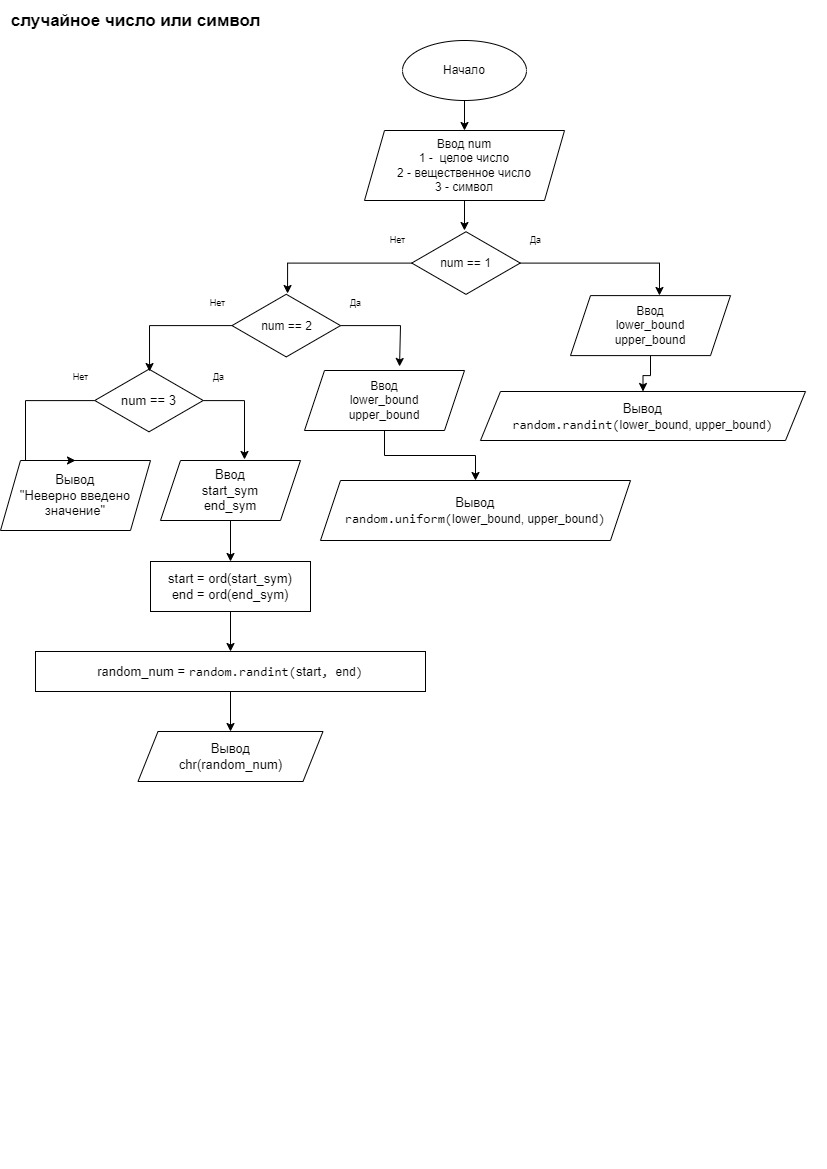 случайное число или символ
Начало
Ввод num
1 - целое число
2 - вещественное число
3 - символ
Нет
Да
num == 1
Нет
Да
num == 2
Ввод
lower_bound
upper_bound
Нет
Да
num == 3
Ввод
lower_bound
upper_bound
Вывод
random.randint(lower_bound, upper_bound)
Вывод
"Неверно введено
значение"
Ввод
start_sym
end_sym
Вывод
random.uniform(lower_bound, upper_bound)
start = ord(start_sym)
end = ord(end_sym)
random_num = random.randint(start, end)
Вывод
chr(random_num)